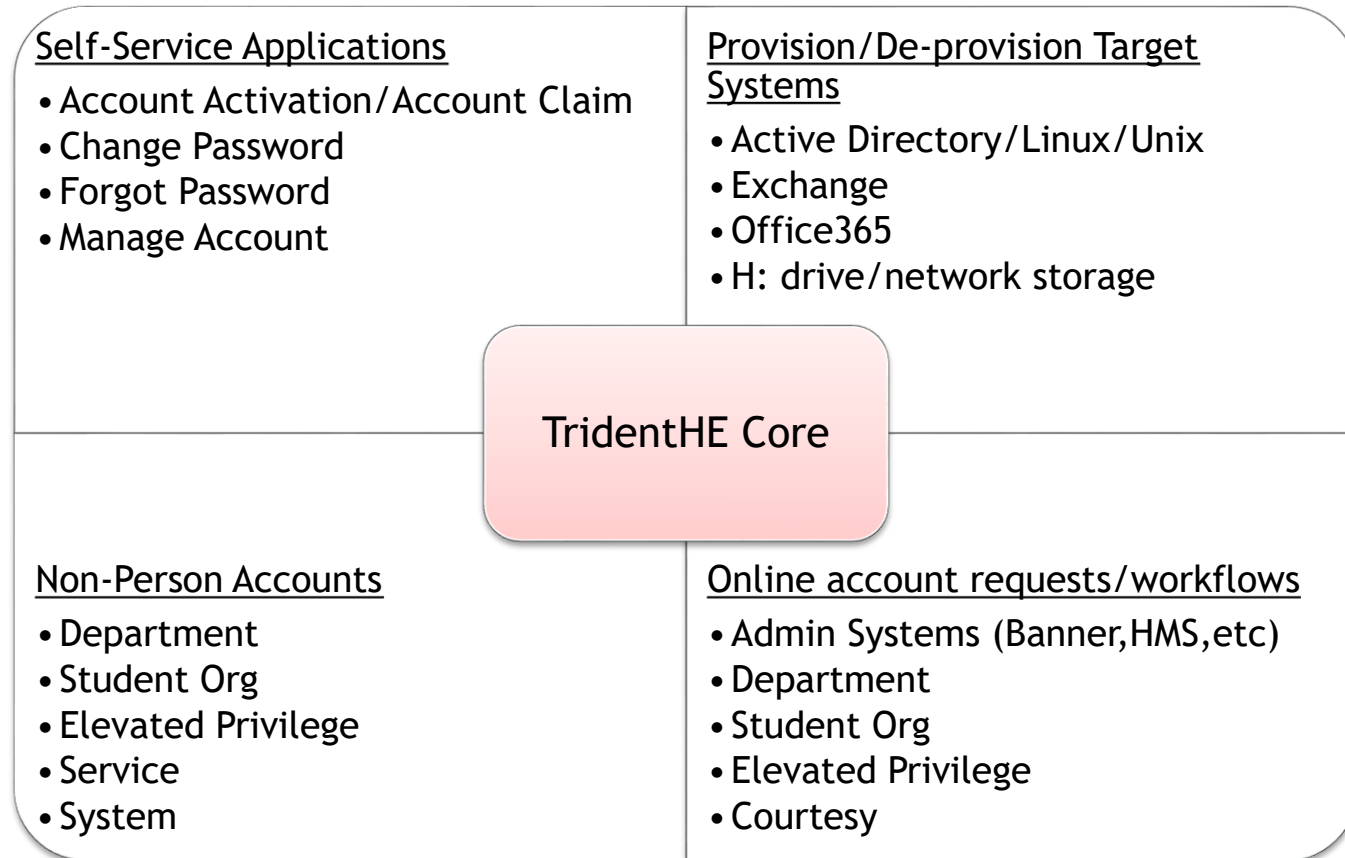 Self-Service Applications
• Account Activation/Account Claim
• Change Password
• Forgot Password
• Manage Account
Provision/De-provision Target
Systems
• Active Directory/Linux/Unix
• Exchange
• Office365
• H: drive/network storage
TridentHE Core
Non-Person Accounts
• Department
• Student Org
• Elevated Privilege
• Service
• System
Online account requests/workflows
• Admin Systems (Banner,HMS,etc)
• Department
• Student Org
• Elevated Privilege
• Courtesy